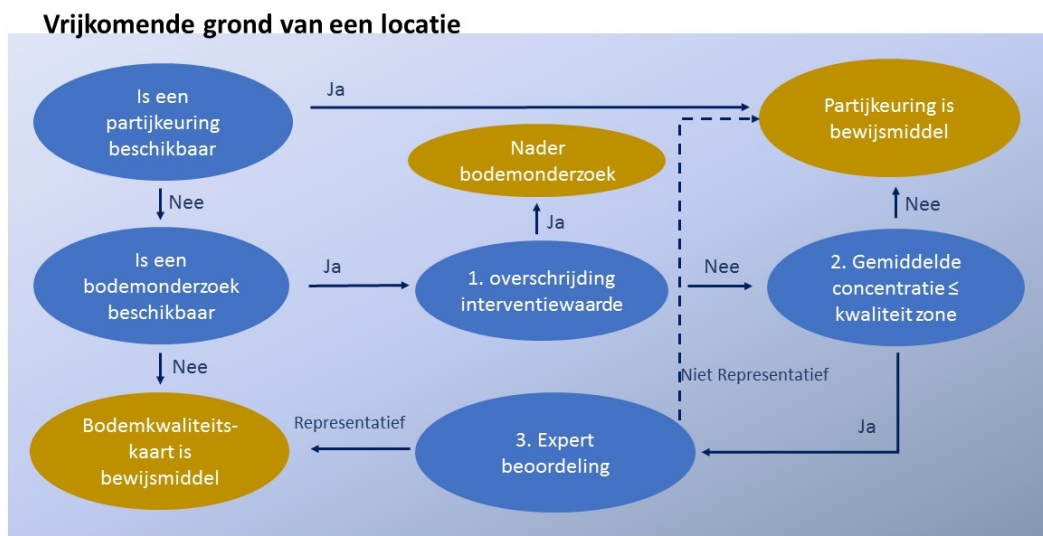 Vrijkomende grond van een locatie
Is een
partijkeuring
beschikbaar
Ja
Partijkeuring is
bewijsmiddel
Nader
bodemonderzoek
Nee
Ja
Nee
Is een
bodemonderzoek
beschikbaar
Ja
1. overschrijding
interventiewaarde
Nee
2. Gemiddelde
concentratie ≤
kwaliteit zone
Nee
Niet Representatief
Bodemkwaliteits-
kaart is
bewijsmiddel
Representatief
3. Expert
beoordeling
Ja